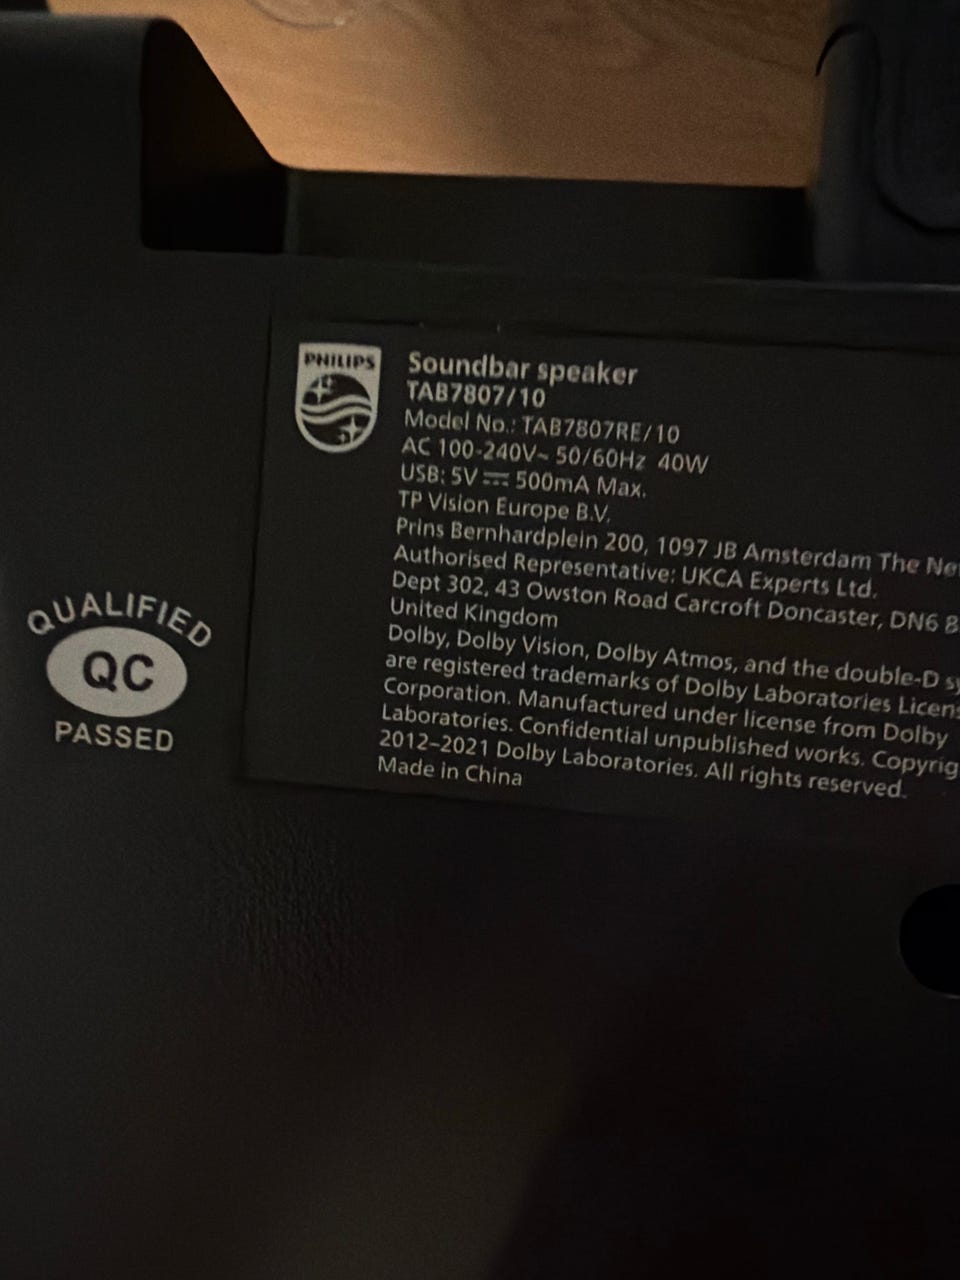 PHILIPS
Soundbar speaker
TAB7807/10
Model No.: TAB7807RE/10
AC 100-240V~ 50/60Hz 40W
USB: 5V ⎓ 500mA Max.
TP Vision Europe B.V.
Prins Bernhardplein 200, 1097 JB Amsterdam The
Authorised Representative: UKCA Experts Ltd.
Dept 302, 43 Owston Road Carcroft Doncaster, DN6
United Kingdom
Dolby, Dolby Vision, Dolby Atmos, and the double-D
are registered trademarks of Dolby Laboratories
Corporation. Manufactured under license from Dolby
Laboratories. Confidential unpublished works.
2012–2021 Dolby Laboratories. All rights reserved.
Made in China
QUALIFIED
QC
PASSED